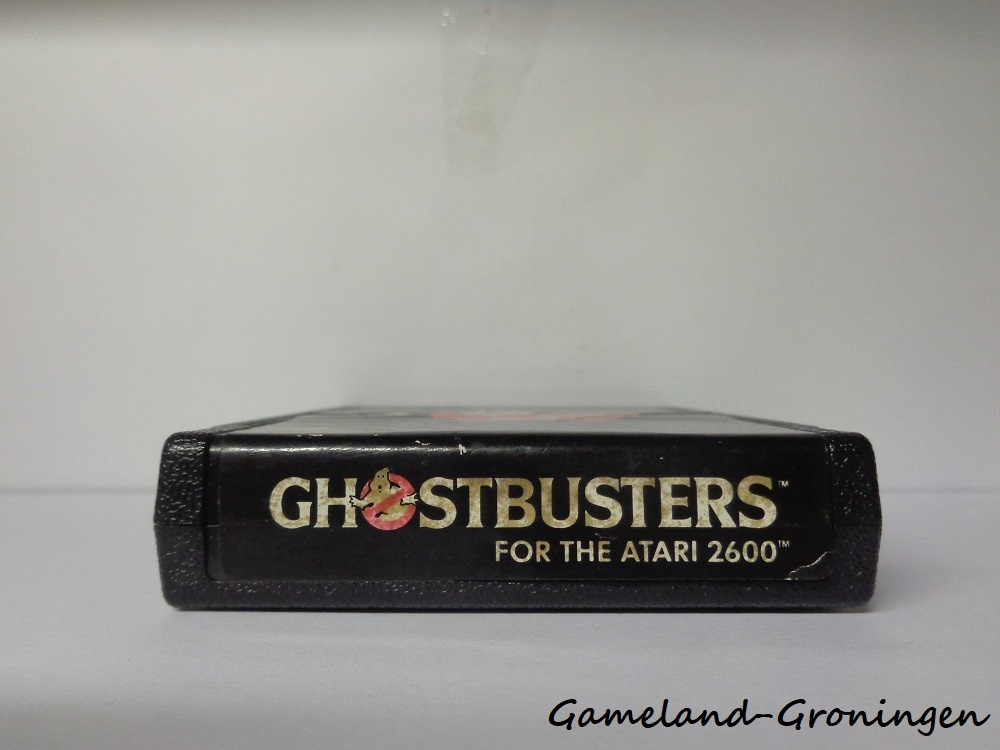 GHOSTBUSTERS™
FOR THE ATARI 2600™
Gameland-Groningen